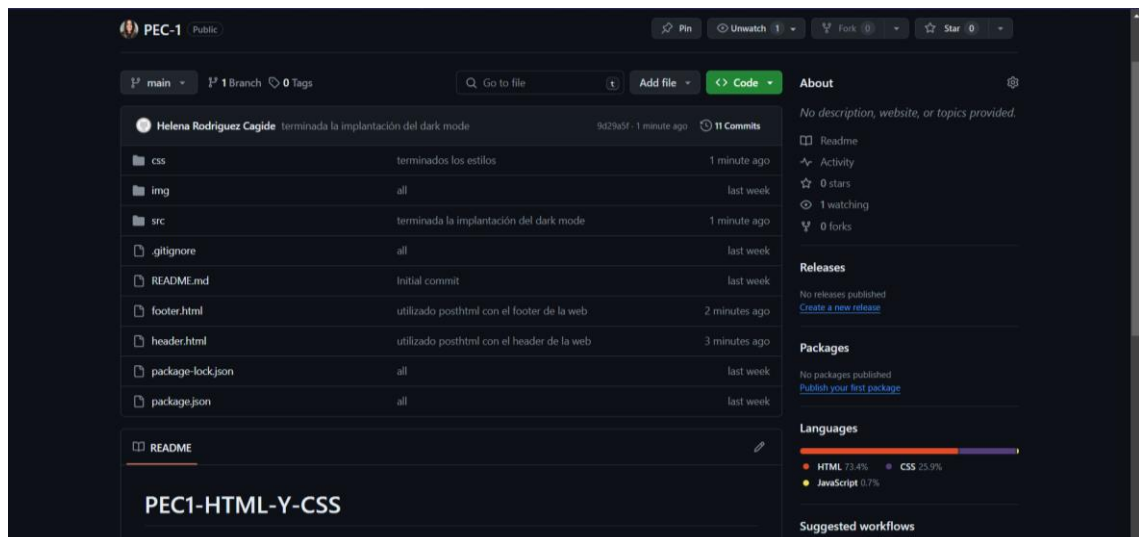 PEC-1 Public
Pin
Unwatch 1
Fork 0
Star 0
main
1 Branch
0 Tags
Go to file
t
Add file
<> Code
Helena Rodriguez Cagide terminada la implantación del dark mode
9d29a5f · 1 minute ago
11 Commits
css terminados los estilos 1 minute ago
img all last week
src terminada la implantación del dark mode 1 minute ago
.gitignore all last week
README.md Initial commit last week
footer.html utilizado posthtml con el footer de la web 2 minutes ago
header.html utilizado posthtml con el header de la web 3 minutes ago
package-lock.json all last week
package.json all last week
README
PEC1-HTML-Y-CSS
About
No description, website, or topics provided.
Readme
Activity
0 stars
1 watching
0 forks
Releases
No releases published
Create a new release
Packages
No packages published
Publish your first package
Languages
HTML 73.4%
CSS 25.9%
JavaScript 0.7%
Suggested workflows